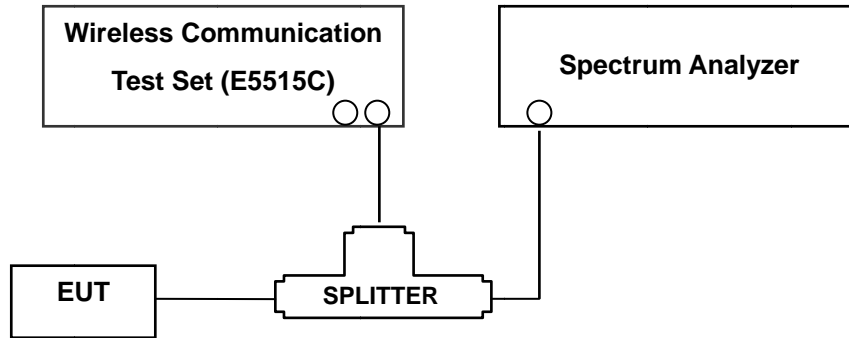 Wireless Communication
Test Set (E5515C)
Spectrum Analyzer
EUT
SPLITTER